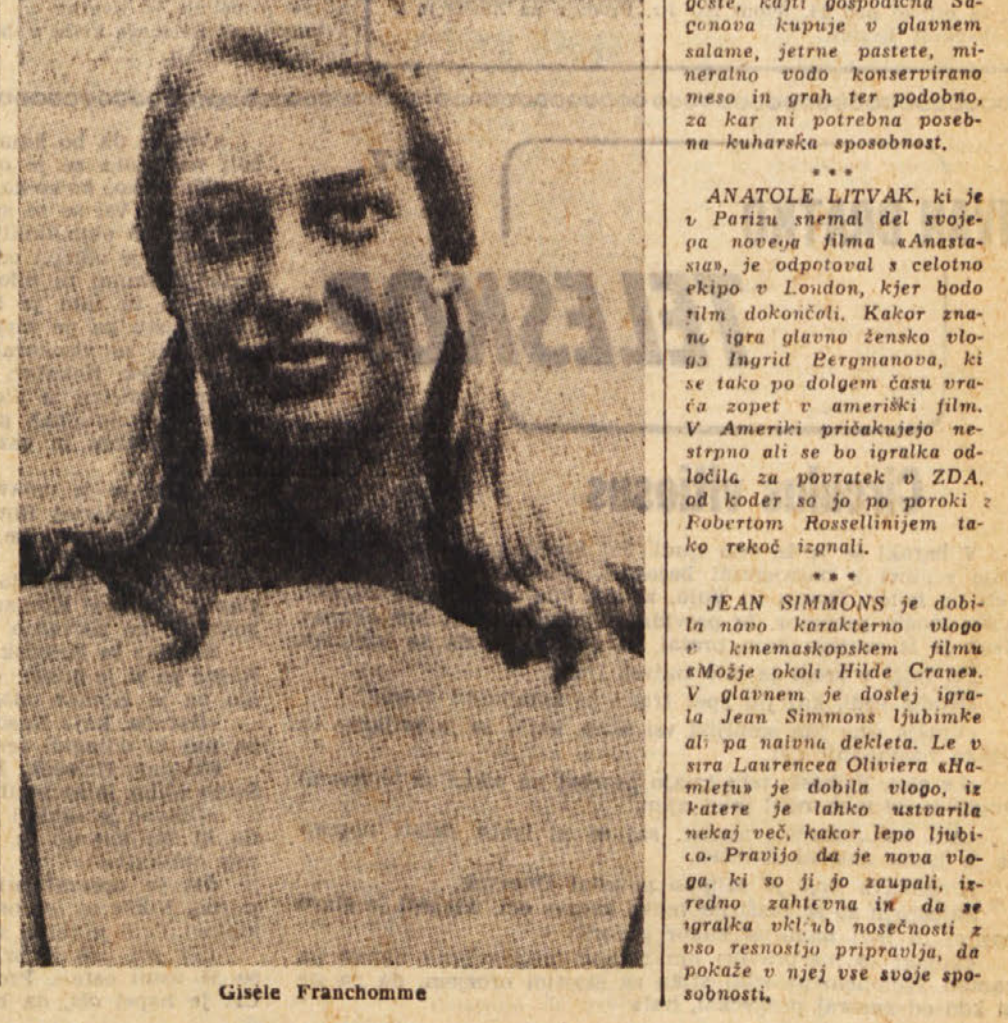 goste, kajti gospodična Sa-
ganova kupuje v glavnem
salame, jetrne pastete, mi-
neralno vodo konservirano
meso in grah ter podobno,
za kar ni potrebna poseb-
na kuharska sposobnost.
***
ANATOLE LITVAK, ki je
v Parizu snemal del svoje-
ga novega filma «Anasta-
sia», je odpotoval s celotno
ekipo v London, kjer bodo
film dokončali. Kakor zna-
no igra glavno žensko vlo-
go Ingrid Bergmanova, ki
se tako po dolgem času vra-
ča zopet v ameriški film.
V Ameriki pričakujejo ne-
strpno ali se bo igralka od-
ločila za povratek v ZDA,
od koder so jo po poroki z
Robertom Rossellinijem ta-
ko rekoč izgnali.
***
JEAN SIMMONS je dobi-
la novo karakterno vlogo
v kinemaskopskem filmu
«Možje okoli Hilde Crane».
V glavnem je doslej igra-
la Jean Simmons ljubimke
ali pa naivna dekleta. Le v
sira Laurencea Oliviera «Ha-
mletu» je dobila vlogo, iz
katere je lahko ustvarila
nekaj več, kakor lepo ljubi-
co. Pravijo da je nova vlo-
ga, ki so ji jo zaupali, iz-
redno zahtevna in da se
igralka vkljub nosečnosti z
vso resnostjo pripravlja, da
pokaže v njej vse svoje spo-
sobnosti.
Gisèle Franchomme